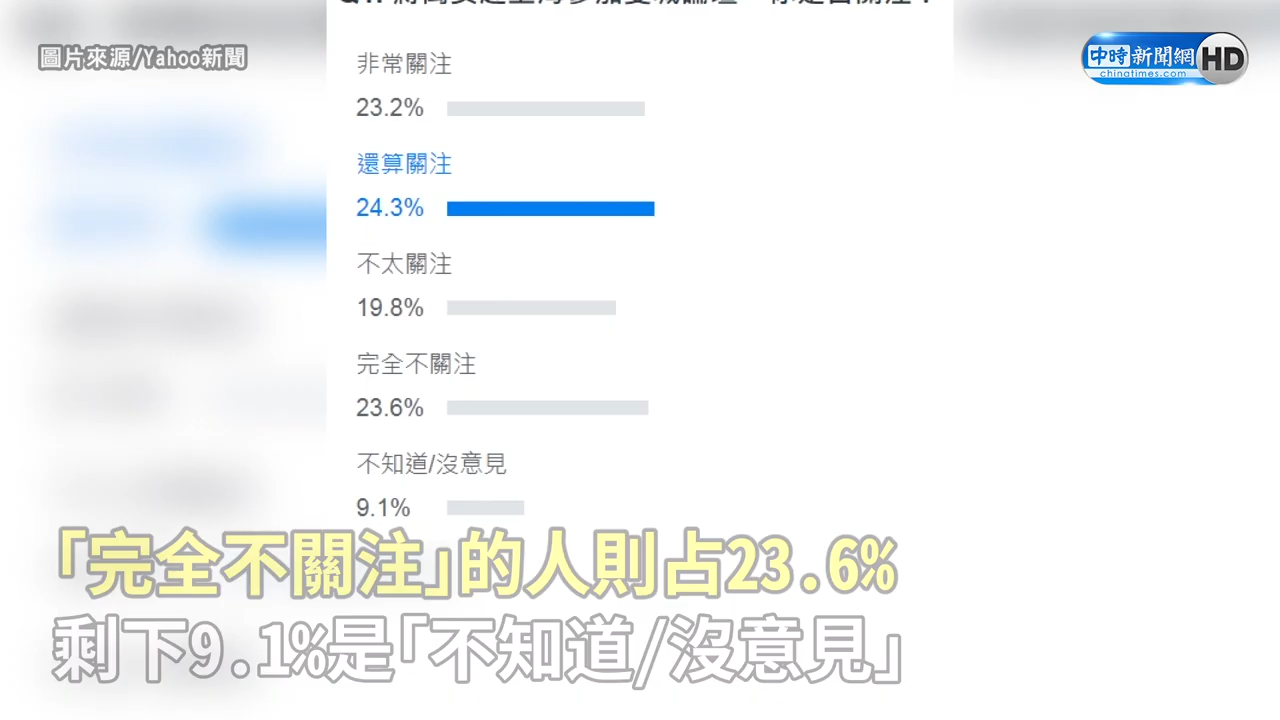 圖片來源/Yahoo新聞
中時 新聞網 HD
chinatimes.com
非常關注
23.2%
還算關注
24.3%
不太關注
19.8%
完全不關注
23.6%
不知道/沒意見
9.1%
「完全不關注」的人則占23.6%
剩下9.1%是「不知道/沒意見」